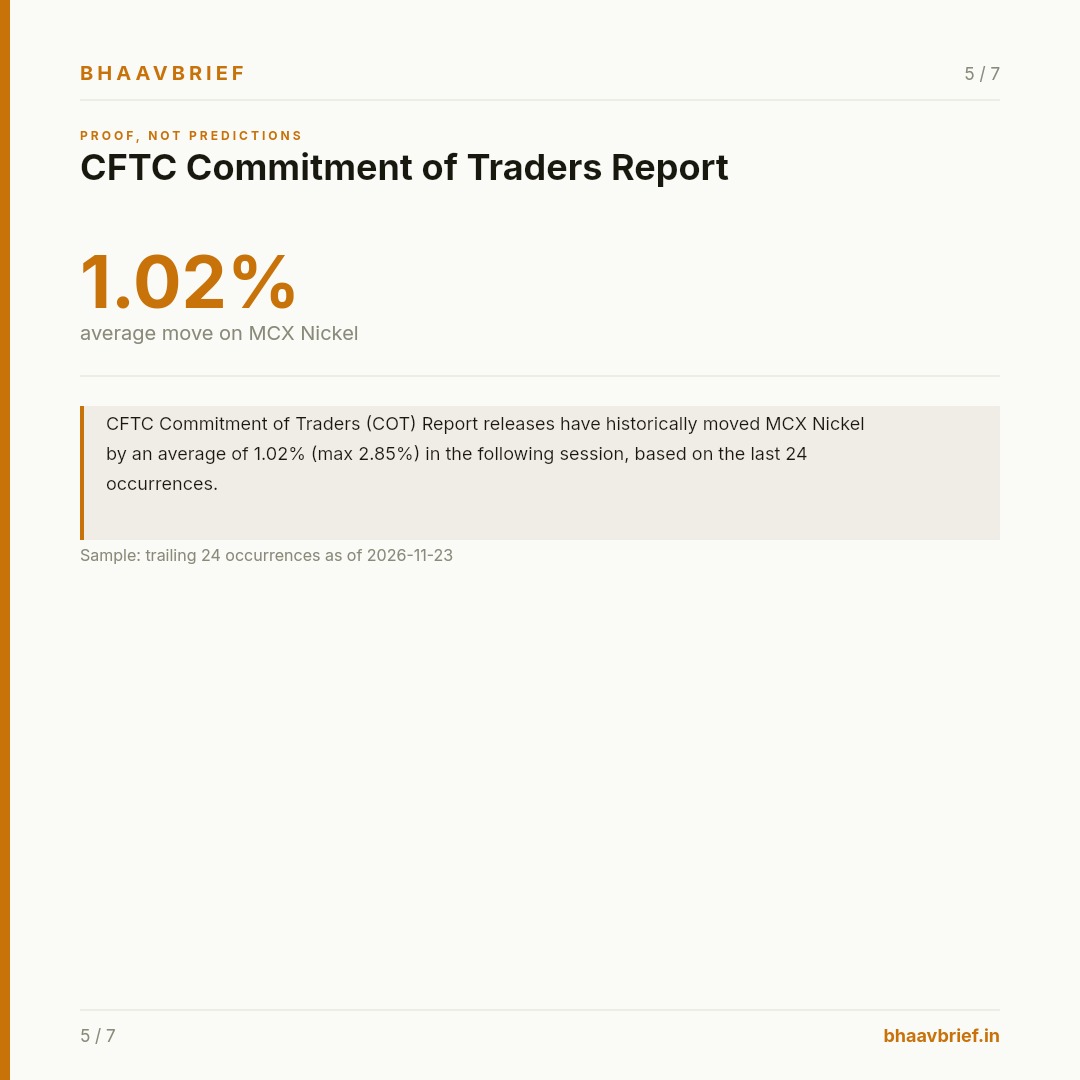 BHAAVBRIEF
5 / 7
PROOF, NOT PREDICTIONS
CFTC Commitment of Traders Report
1.02%
average move on MCX Nickel
CFTC Commitment of Traders (COT) Report releases have historically moved MCX Nickel
by an average of 1.02% (max 2.85%) in the following session, based on the last 24
occurrences.
Sample: trailing 24 occurrences as of 2026-11-23
5 / 7
bhaavbrief.in